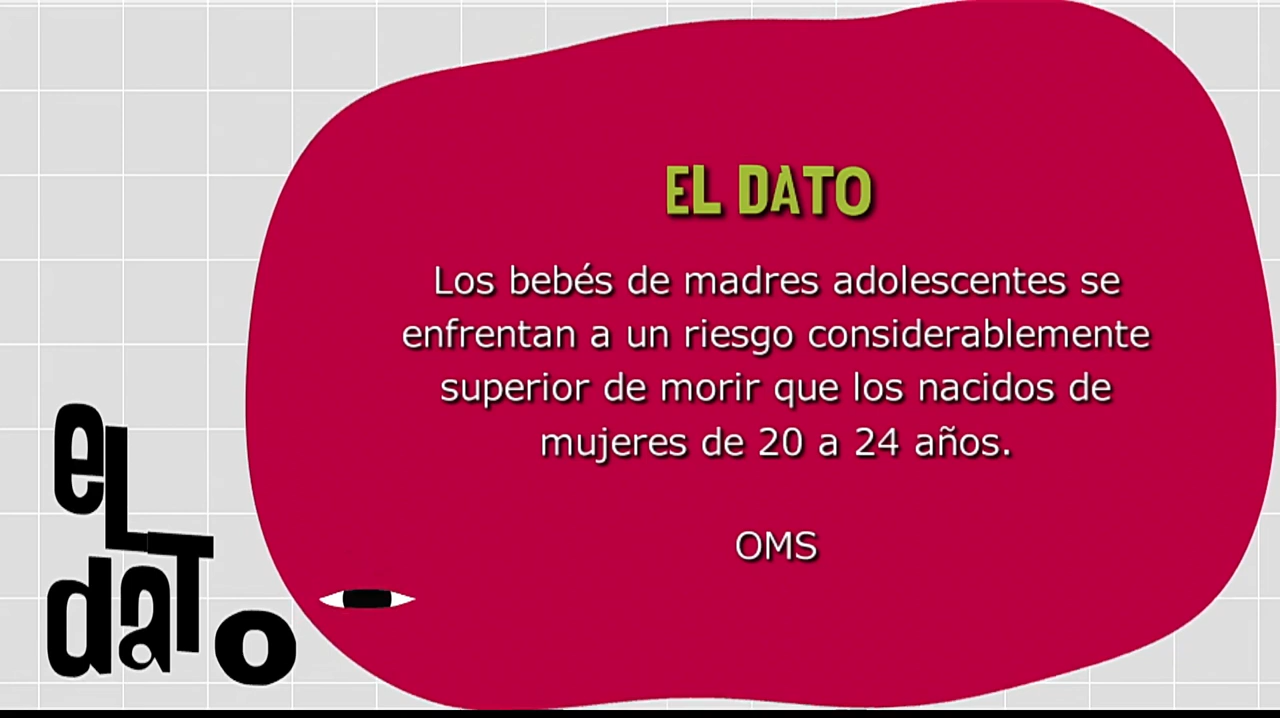 EL DATO
Los bebés de madres adolescentes se
enfrentan a un riesgo considerablemente
superior de morir que los nacidos de
mujeres de 20 a 24 años.
OMS
eL
daTo